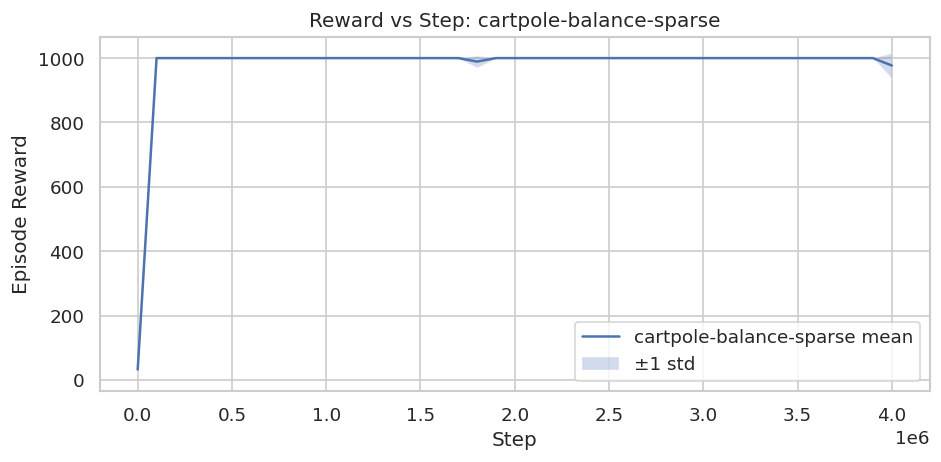 Reward vs Step: cartpole-balance-sparse
Episode Reward
1000
800
600
400
200
0
cartpole-balance-sparse mean
±1 std
0.0 0.5 1.0 1.5 2.0 2.5 3.0 3.5 4.0
1e6
Step